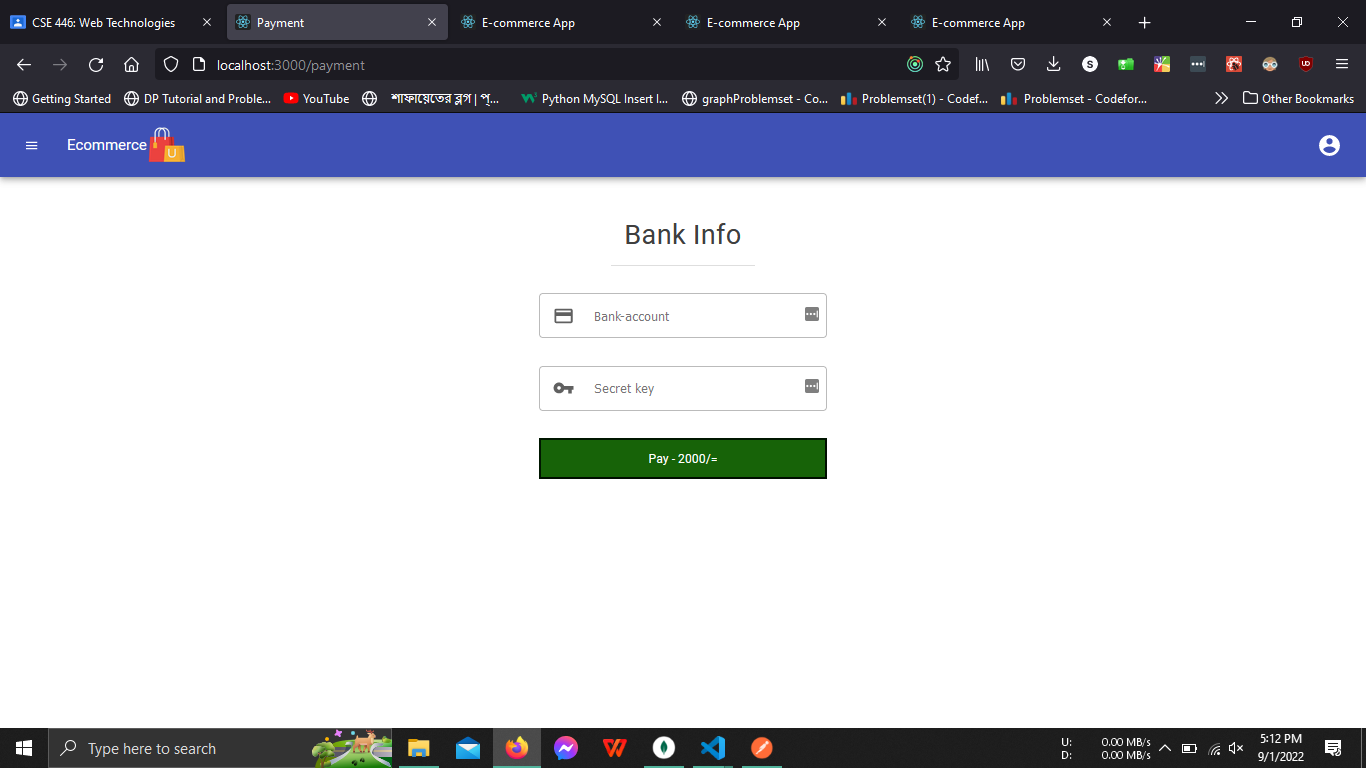 CSE 446: Web Technologies
Payment
E-commerce App
E-commerce App
E-commerce App
localhost:3000/payment
S
UD
Getting Started
DP Tutorial and Proble...
YouTube
শাফায়েতের ব্লগ | প্...
Python MySQL Insert I...
graphProblemset - Co...
Problemset(1) - Codef...
Problemset - Codefor...
Other Bookmarks
Ecommerce
U
Bank Info
Bank-account
Secret key
Pay - 2000/=
Type here to search
U: 0.00 MB/s
D: 0.00 MB/s
5:12 PM
9/1/2022